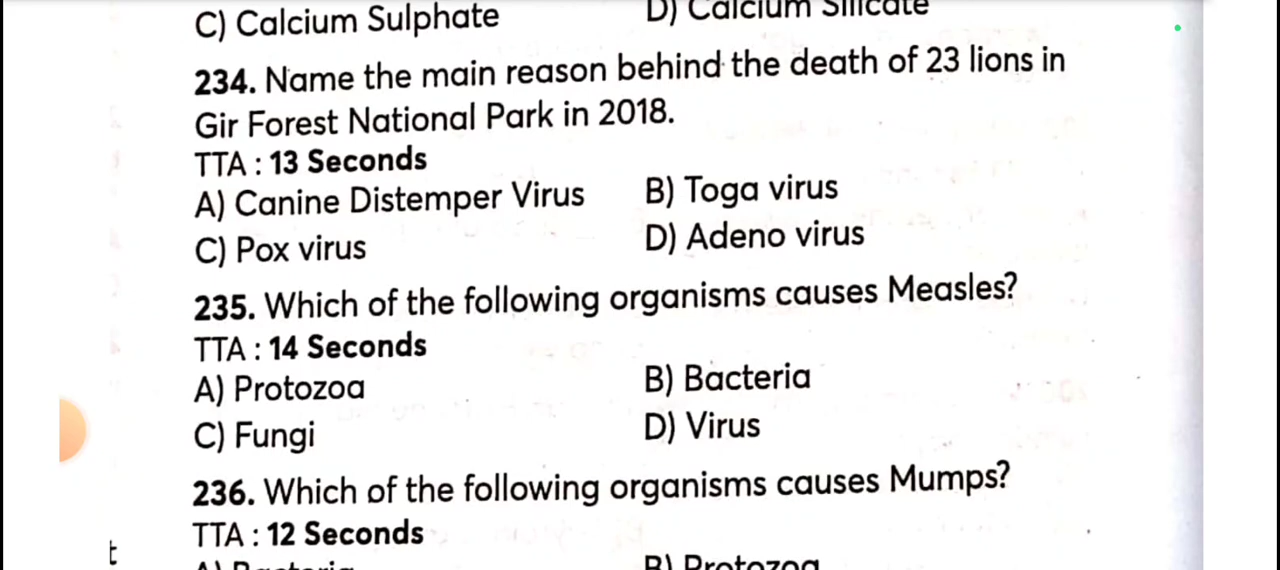 C) Calcium Sulphate D) Calcium Silicate
234. Name the main reason behind the death of 23 lions in
Gir Forest National Park in 2018.
TTA : 13 Seconds
A) Canine Distemper Virus B) Toga virus
C) Pox virus D) Adeno virus
235. Which of the following organisms causes Measles?
TTA : 14 Seconds
A) Protozoa B) Bacteria
C) Fungi D) Virus
236. Which of the following organisms causes Mumps?
TTA : 12 Seconds
t
A) Bacteria B) Protozoa